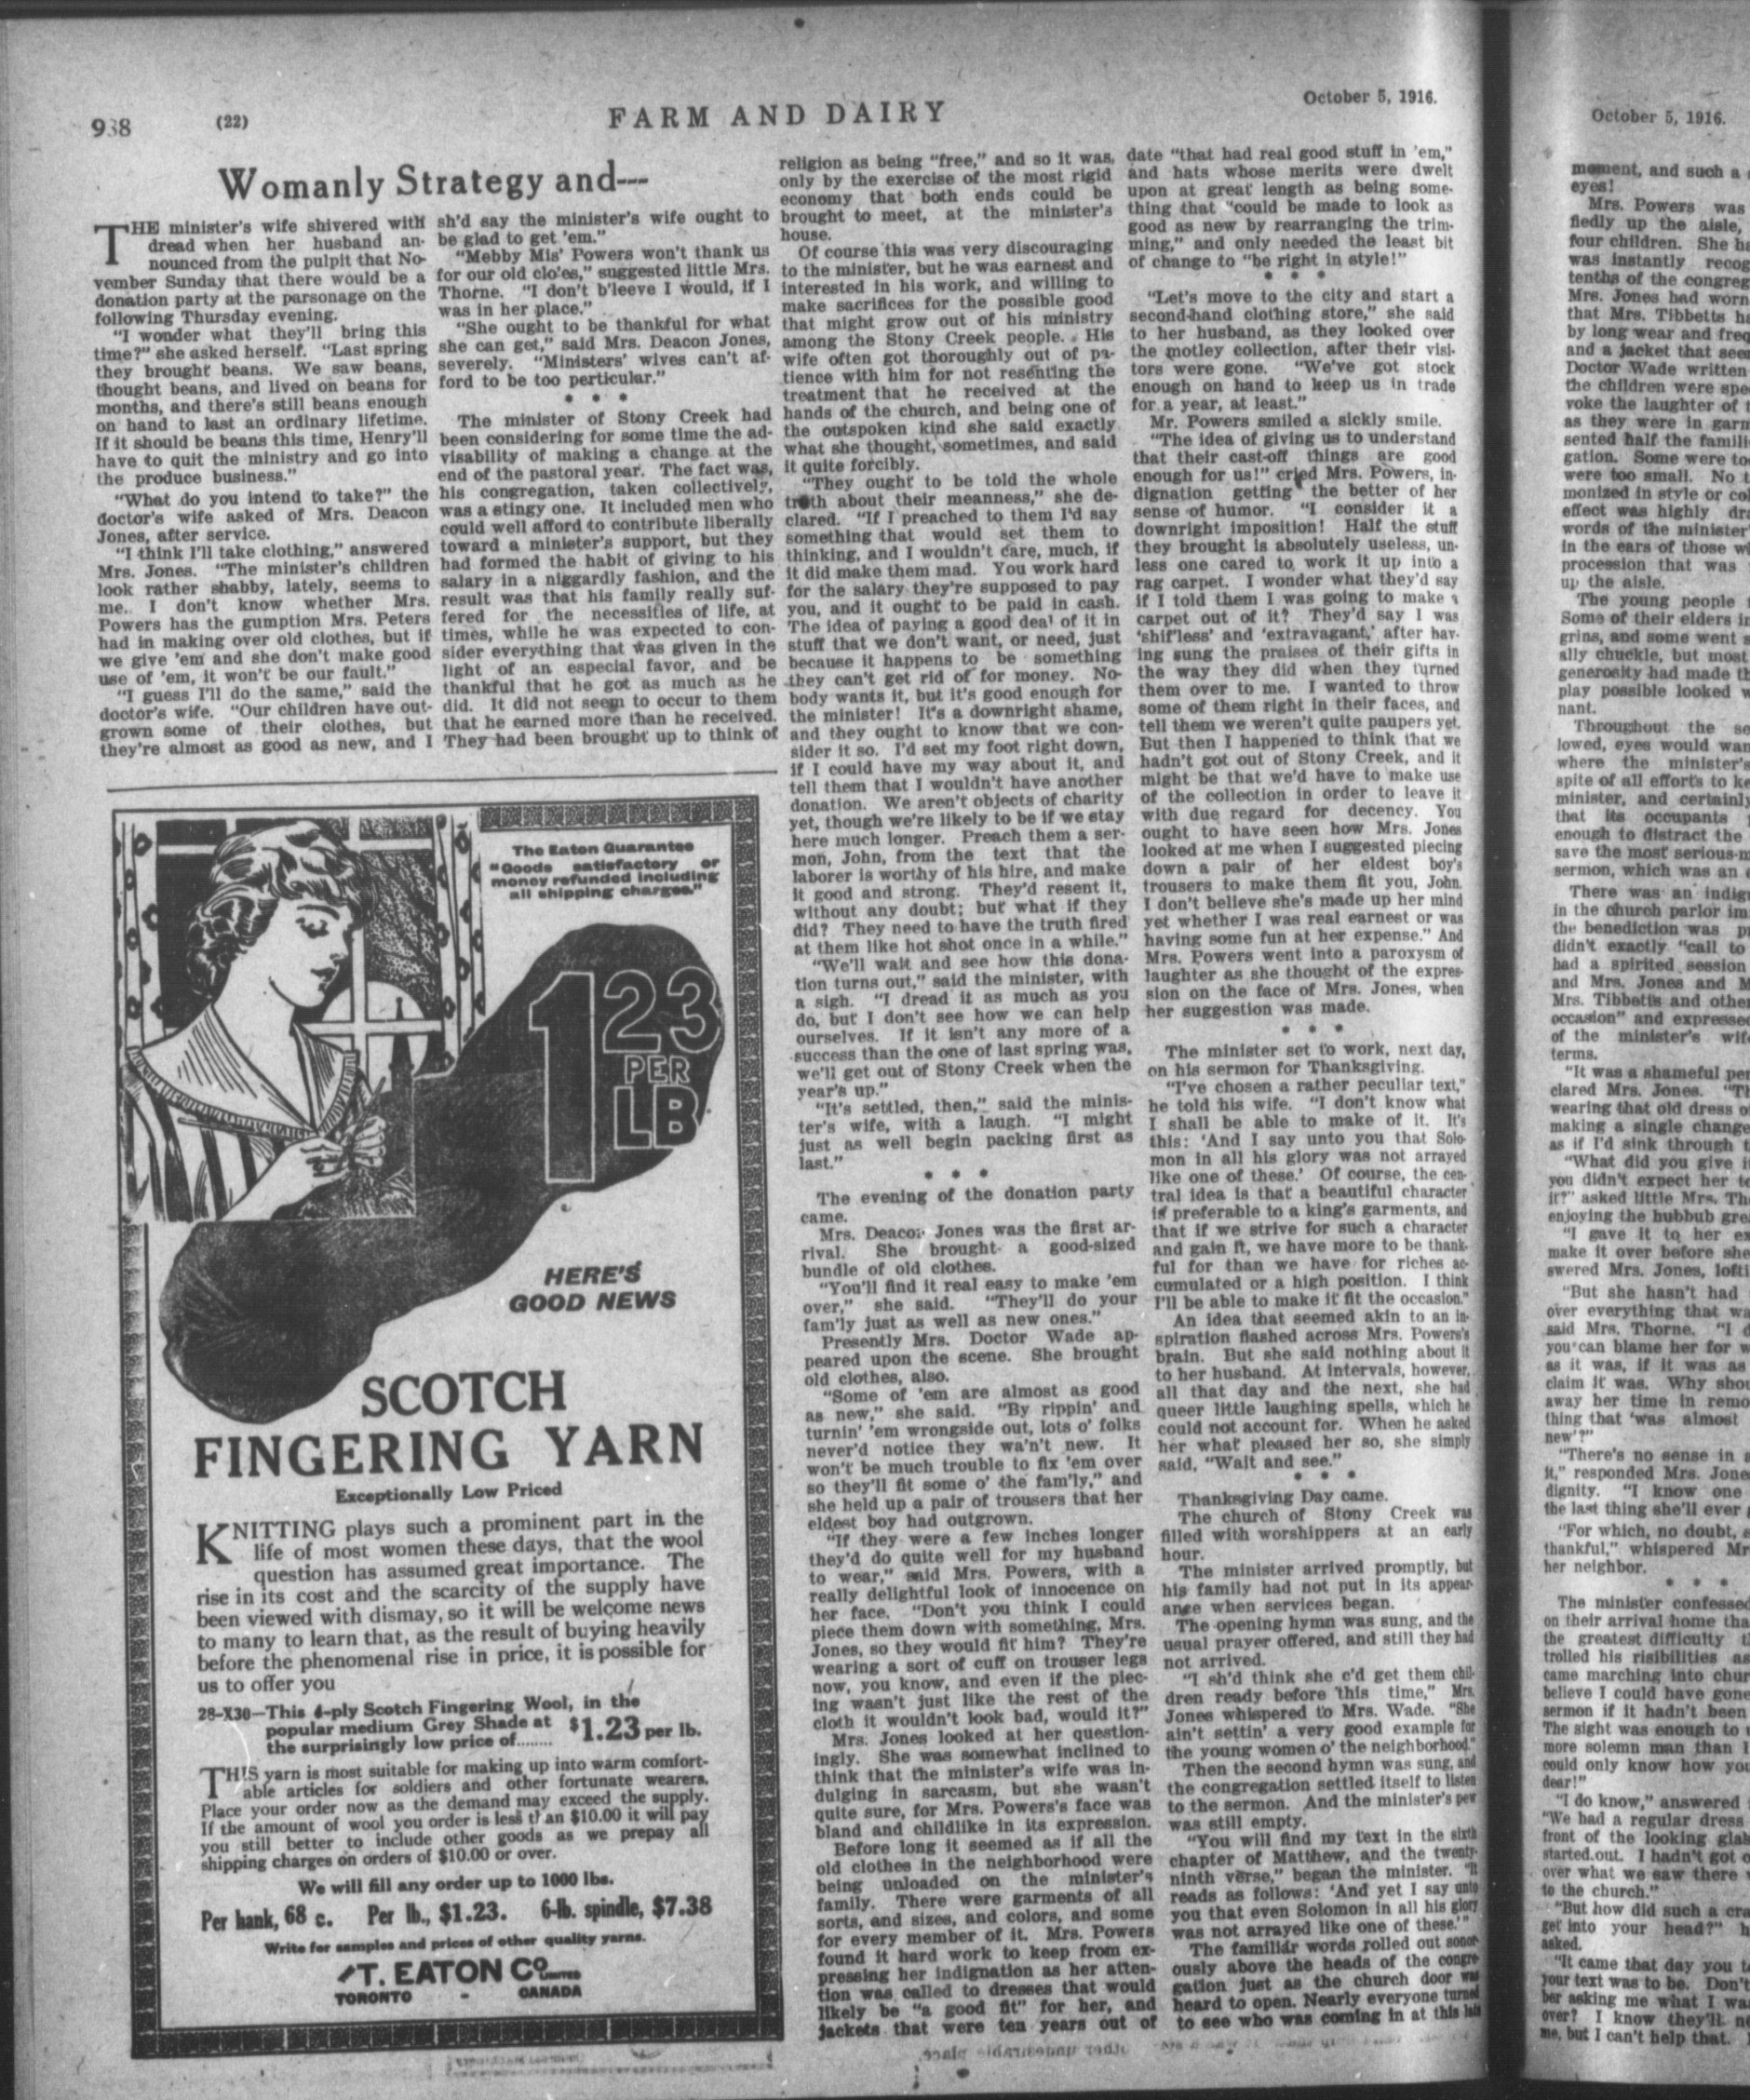 938
(22)
FARM AND DAIRY
October 5, 1916.
Womanly Strategy and---
THE minister's wife shivered with
dread when her husband an-
nounced from the pulpit that No-
vember Sunday that there would be a
donation party at the parsonage on the
following Thursday evening.
"I wonder what they'll bring this
time?" she asked herself. "Last spring
they brought beans. We saw beans,
thought beans, and lived on beans for
months, and there's still beans enough
on hand to last an ordinary lifetime.
If it should be beans this time, Henry'll
have to quit the ministry and go into
the produce business."
"What do you intend to take?" the
doctor's wife asked of Mrs. Deacon
Jones, after service.
"I think I'll take clothing," answered
Mrs. Jones. "The minister's children
look rather shabby, lately, seems to
me. I don't know whether Mrs.
Powers has the gumption Mrs. Peters
had in making over old clothes, but if
we give 'em and she don't make good
use of 'em, it won't be our fault."
"I guess I'll do the same," said the
doctor's wife. "Our children have out-
grown some of their clothes, but
they're almost as good as new, and I
sh'd say the minister's wife ought to
be glad to get 'em."
"Mebby Mis' Powers won't thank us
for our old clo'es," suggested little Mrs.
Thorne. "I don't b'leeve I would, if I
was in her place."
"She ought to be thankful for what
she can get," said Mrs. Deacon Jones,
severely. "Ministers' wives can't af-
ford to be too perticular."
* * *
The minister of Stony Creek had
been considering for some time the ad-
visability of making a change at the
end of the pastoral year. The fact was,
his congregation, taken collectively,
was a stingy one. It included men who
could well afford to contribute liberally
toward a minister's support, but they
had formed the habit of giving to his
salary in a niggardly fashion, and the
result was that his family really suf-
fered for the necessities of life, at
times, while he was expected to con-
sider everything that was given in the
light of an especial favor, and be
thankful that he got as much as he
did. It did not seem to occur to them
that he earned more than he received.
They had been brought up to think of
religion as being "free," and so it was,
only by the exercise of the most rigid
economy that both ends could be
brought to meet, at the minister's
house.
Of course this was very discouraging
to the minister, but he was earnest and
interested in his work, and willing to
make sacrifices for the possible good
that might grow out of his ministry
among the Stony Creek people. His
wife often got thoroughly out of pa-
tience with him for not resenting the
treatment that he received at the
hands of the church, and being one of
the outspoken kind she said exactly
what she thought, sometimes, and said
it quite forcibly.
"They ought to be told the whole
truth about their meanness," she de-
clared. "If I preached to them I'd say
something that would set them to
thinking, and I wouldn't care, much, if
it did make them mad. You work hard
for the salary they're supposed to pay
you, and it ought to be paid in cash.
The idea of paying a good deal of it in
stuff that we don't want, or need, just
because it happens to be something
they can't get rid of for money. No-
body wants it, but it's good enough for
the minister! It's a downright shame,
and they ought to know that we con-
sider it so. I'd set my foot right down,
if I could have my way about it, and
tell them that I wouldn't have another
donation. We aren't objects of charity
yet, though we're likely to be if we stay
here much longer. Preach them a ser-
mon, John, from the text that the
laborer is worthy of his hire, and make
it good and strong. They'd resent it,
without any doubt; but what if they
did? They need to have the truth fired
at them like hot shot once in a while."
"We'll wait and see how this dona-
tion turns out," said the minister, with
a sigh. "I dread it as much as you
do, but I don't see how we can help
ourselves. If it isn't any more of a
success than the one of last spring was,
we'll get out of Stony Creek when the
year's up."
"It's settled, then," said the minis-
ter's wife, with a laugh. "I might
just as well begin packing first as
last."
* * *
The evening of the donation party
came.
Mrs. Deacon Jones was the first ar-
rival. She brought a good-sized
bundle of old clothes.
"You'll find it real easy to make 'em
over," she said. "They'll do your
fam'ly just as well as new ones."
Presently Mrs. Doctor Wade ap-
peared upon the scene. She brought
old clothes, also.
"Some of 'em are almost as good
as new," she said. "By rippin' and
turnin' 'em wrongside out, lots o' folks
never'd notice they wa'n't new. It
won't be much trouble to fix 'em over
so they'll fit some o' the fam'ly," and
she held up a pair of trousers that her
eldest boy had outgrown.
"If they were a few inches longer
they'd do quite well for my husband
to wear," said Mrs. Powers, with a
really delightful look of innocence on
her face. "Don't you think I could
piece them down with something, Mrs.
Jones, so they would fit him? They're
wearing a sort of cuff on trouser legs
now, you know, and even if the piec-
ing wasn't just like the rest of the
cloth it wouldn't look bad, would it?"
Mrs. Jones looked at her question-
ingly. She was somewhat inclined to
think that the minister's wife was in-
dulging in sarcasm, but she wasn't
quite sure, for Mrs. Powers's face was
bland and childlike in its expression.
Before long it seemed as if all the
old clothes in the neighborhood were
being unloaded on the minister's
family. There were garments of all
sorts, and sizes, and colors, and some
for every member of it. Mrs. Powers
found it hard work to keep from ex-
pressing her indignation as her atten-
tion was called to dresses that would
likely be "a good fit" for her, and
jackets that were ten years out of
date "that had real good stuff in 'em,"
and hats whose merits were dwelt
upon at great length as being some-
thing that "could be made to look as
good as new by rearranging the trim-
ming," and only needed the least bit
of change to "be right in style!"
* * *
"Let's move to the city and start a
second-hand clothing store," she said
to her husband, as they looked over
the motley collection, after their visi-
tors were gone. "We've got stock
enough on hand to keep us in trade
for a year, at least."
Mr. Powers smiled a sickly smile.
"The idea of giving us to understand
that their cast-off things are good
enough for us!" cried Mrs. Powers, in-
dignation getting the better of her
sense of humor. "I consider it a
downright imposition! Half the stuff
they brought is absolutely useless, un-
less one cared to work it up into a
rag carpet. I wonder what they'd say
if I told them I was going to make a
carpet out of it? They'd say I was
'shif'less' and 'extravagant,' after hav-
ing sung the praises of their gifts in
the way they did when they turned
them over to me. I wanted to throw
some of them right in their faces, and
tell them we weren't quite paupers yet.
But then I happened to think that we
hadn't got out of Stony Creek, and it
might be that we'd have to make use
of the collection in order to leave it
with due regard for decency. You
ought to have seen how Mrs. Jones
looked at me when I suggested piecing
down a pair of her eldest boy's
trousers to make them fit you, John.
I don't believe she's made up her mind
yet whether I was real earnest or was
having some fun at her expense." And
Mrs. Powers went into a paroxysm of
laughter as she thought of the expres-
sion on the face of Mrs. Jones, when
her suggestion was made.
* * *
The minister set to work, next day,
on his sermon for Thanksgiving.
"I've chosen a rather peculiar text,"
he told his wife. "I don't know what
I shall be able to make of it. It's
this: 'And I say unto you that Solo-
mon in all his glory was not arrayed
like one of these.' Of course, the cen-
tral idea is that a beautiful character
is preferable to a king's garments, and
that if we strive for such a character
and gain it, we have more to be thank-
ful for than we have for riches ac-
cumulated or a high position. I think
I'll be able to make it fit the occasion."
An idea that seemed akin to an in-
spiration flashed across Mrs. Powers's
brain. But she said nothing about it
to her husband. At intervals, however,
all that day and the next, she had
queer little laughing spells, which he
could not account for. When he asked
her what pleased her so, she simply
said, "Wait and see."
* * *
Thanksgiving Day came.
The church of Stony Creek was
filled with worshippers at an early
hour.
The minister arrived promptly, but
his family had not put in its appear-
ance when services began.
The opening hymn was sung, and the
usual prayer offered, and still they had
not arrived.
"I sh'd think she c'd get them chil-
dren ready before this time," Mrs.
Jones whispered to Mrs. Wade. "She
ain't settin' a very good example for
the young women o' the neighborhood."
Then the second hymn was sung, and
the congregation settled itself to listen
to the sermon. And the minister's pew
was still empty.
"You will find my text in the sixth
chapter of Matthew, and the twenty-
ninth verse," began the minister. "It
reads as follows: 'And yet I say unto
you that even Solomon in all his glory
was not arrayed like one of these.'"
The familiar words rolled out sonor-
ously above the heads of the congre-
gation just as the church door was
heard to open. Nearly everyone turned
to see who was coming in at this late
The Eaton Guarantee
"Goods satisfactory or
money refunded including
all shipping charges."
1 23
PER
LB
HERE'S
GOOD NEWS
SCOTCH
FINGERING YARN
Exceptionally Low Priced
KNITTING plays such a prominent part in the
life of most women these days, that the wool
question has assumed great importance. The
rise in its cost and the scarcity of the supply have
been viewed with dismay, so it will be welcome news
to many to learn that, as the result of buying heavily
before the phenomenal rise in price, it is possible for
us to offer you
28-X30—This 4-ply Scotch Fingering Wool, in the
popular medium Grey Shade at
the surprisingly low price of........ $1.23 per lb.
THIS yarn is most suitable for making up into warm comfort-
able articles for soldiers and other fortunate wearers.
Place your order now as the demand may exceed the supply.
If the amount of wool you order is less than $10.00 it will pay
you still better to include other goods as we prepay all
shipping charges on orders of $10.00 or over.
We will fill any order up to 1000 lbs.
Per hank, 68 c. Per lb., $1.23. 6-lb. spindle, $7.38
Write for samples and prices of other quality yarns.
T. EATON CO LIMITED
TORONTO - CANADA
October 5, 1916.
moment, and such a
eyes!
Mrs. Powers was
fiedly up the aisle,
four children. She
was instantly
tenths of the
Mrs. Jones had worn
that Mrs. Tibbetts
by long wear and
and a jacket that
Doctor Wade written
the children were
voke the laughter of
as they were in
sented half the
gation. Some were
were too small. No
monized in style or
effect was highly
words of the minister
in the ears of those
procession that was
up the aisle.
The young people
Some of their elders
grins, and some went
ally chuckle, but most
generosity had made
play possible looked
nant.
Throughout the
lowed, eyes would
where the minister's
spite of all efforts to
minister, and certainly
that its occupants
enough to distract the
save the most
sermon, which was an
There was an
in the church parlor
the benediction was
didn't exactly "call to
had a spirited session
and Mrs. Jones and
Mrs. Tibbetts and other
occasion" and expressed
of the minister's
terms.
"It was a shameful
clared Mrs. Jones.
wearing that old dress
making a single change
as if I'd sink through
"What did you give
you didn't expect her
it?" asked little Mrs.
enjoying the hubbub
"I gave it to her
make it over before she
swered Mrs. Jones,
"But she hasn't had
over everything that
said Mrs. Thorne. "I
you can blame her for
as it was, if it was as
claim it was. Why
away her time in
thing that 'was almost
new'?"
"There's no sense in
it," responded Mrs.
dignity. "I know one
the last thing she'll ever
"For which, no doubt,
thankful," whispered
her neighbor.
* * *
The minister confessed
on their arrival home
the greatest difficulty
trolled his risibilities
came marching into
believe I could have gone
sermon if it hadn't been
The sight was enough to
more solemn man than I
could only know how
dear!"
"I do know," answered
"We had a regular dress
front of the looking
started out. I hadn't got
over what we saw there
to the church."
"But how did such a
get into your head?"
asked.
"It came that day you
your text was to be. Don't
ber asking me what I
over? I know they'll
me, but I can't help that.